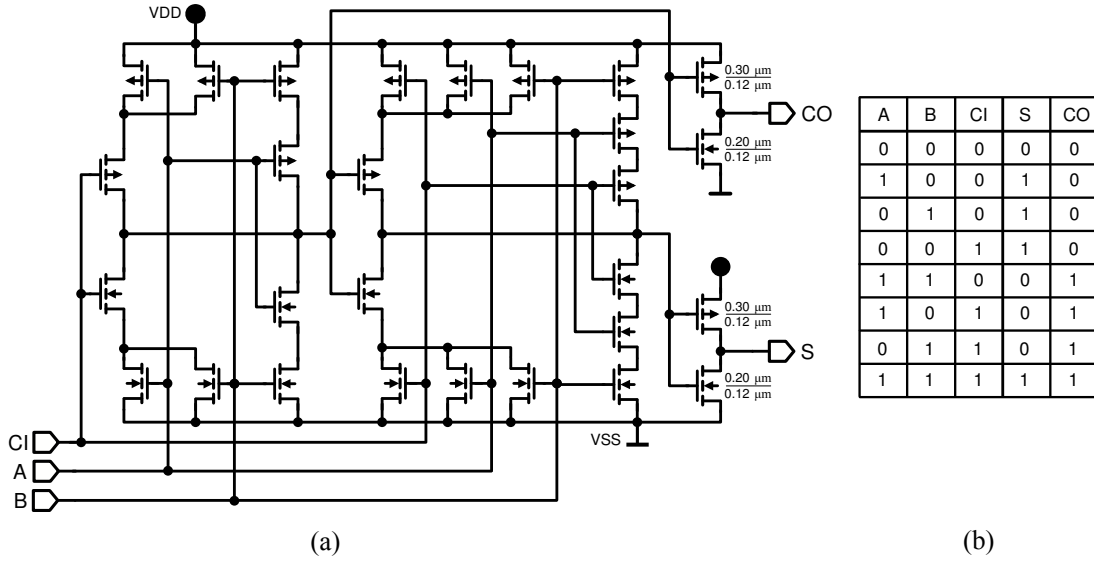 VDD
0.30 µm
0.12 µm
CO
0.20 µm
0.12 µm
0.30 µm
0.12 µm
S
0.20 µm
0.12 µm
VSS
CI
A
B
(a)
A B CI S CO
0 0 0 0 0
1 0 0 1 0
0 1 0 1 0
0 0 1 1 0
1 1 0 0 1
1 0 1 0 1
0 1 1 0 1
1 1 1 1 1
(b)